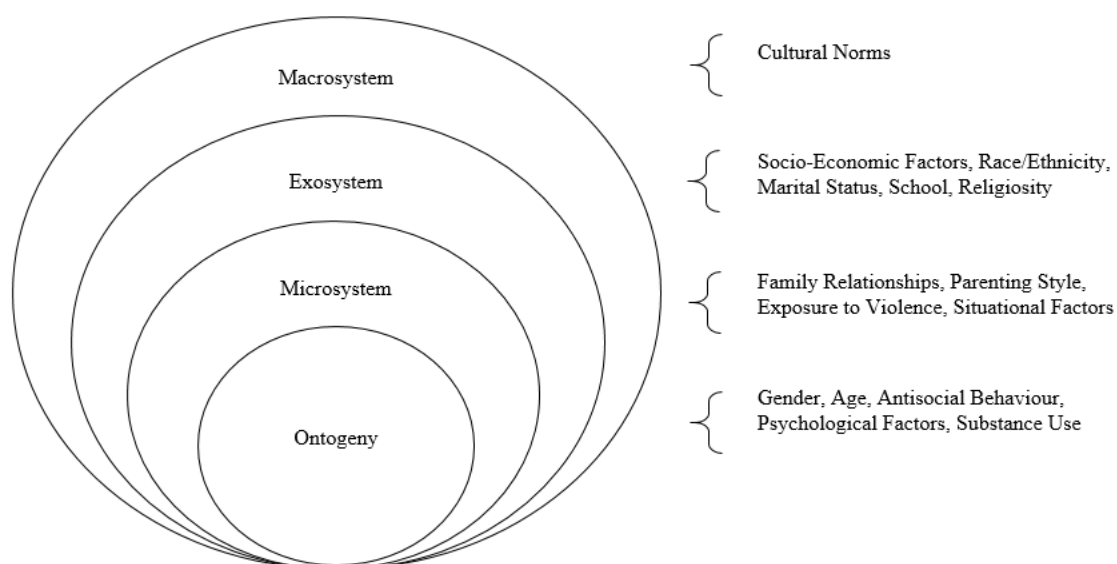 Macrosystem
Cultural Norms
Exosystem
Socio-Economic Factors, Race/Ethnicity,
Marital Status, School, Religiosity
Microsystem
Family Relationships, Parenting Style,
Exposure to Violence, Situational Factors
Ontogeny
Gender, Age, Antisocial Behaviour,
Psychological Factors, Substance Use